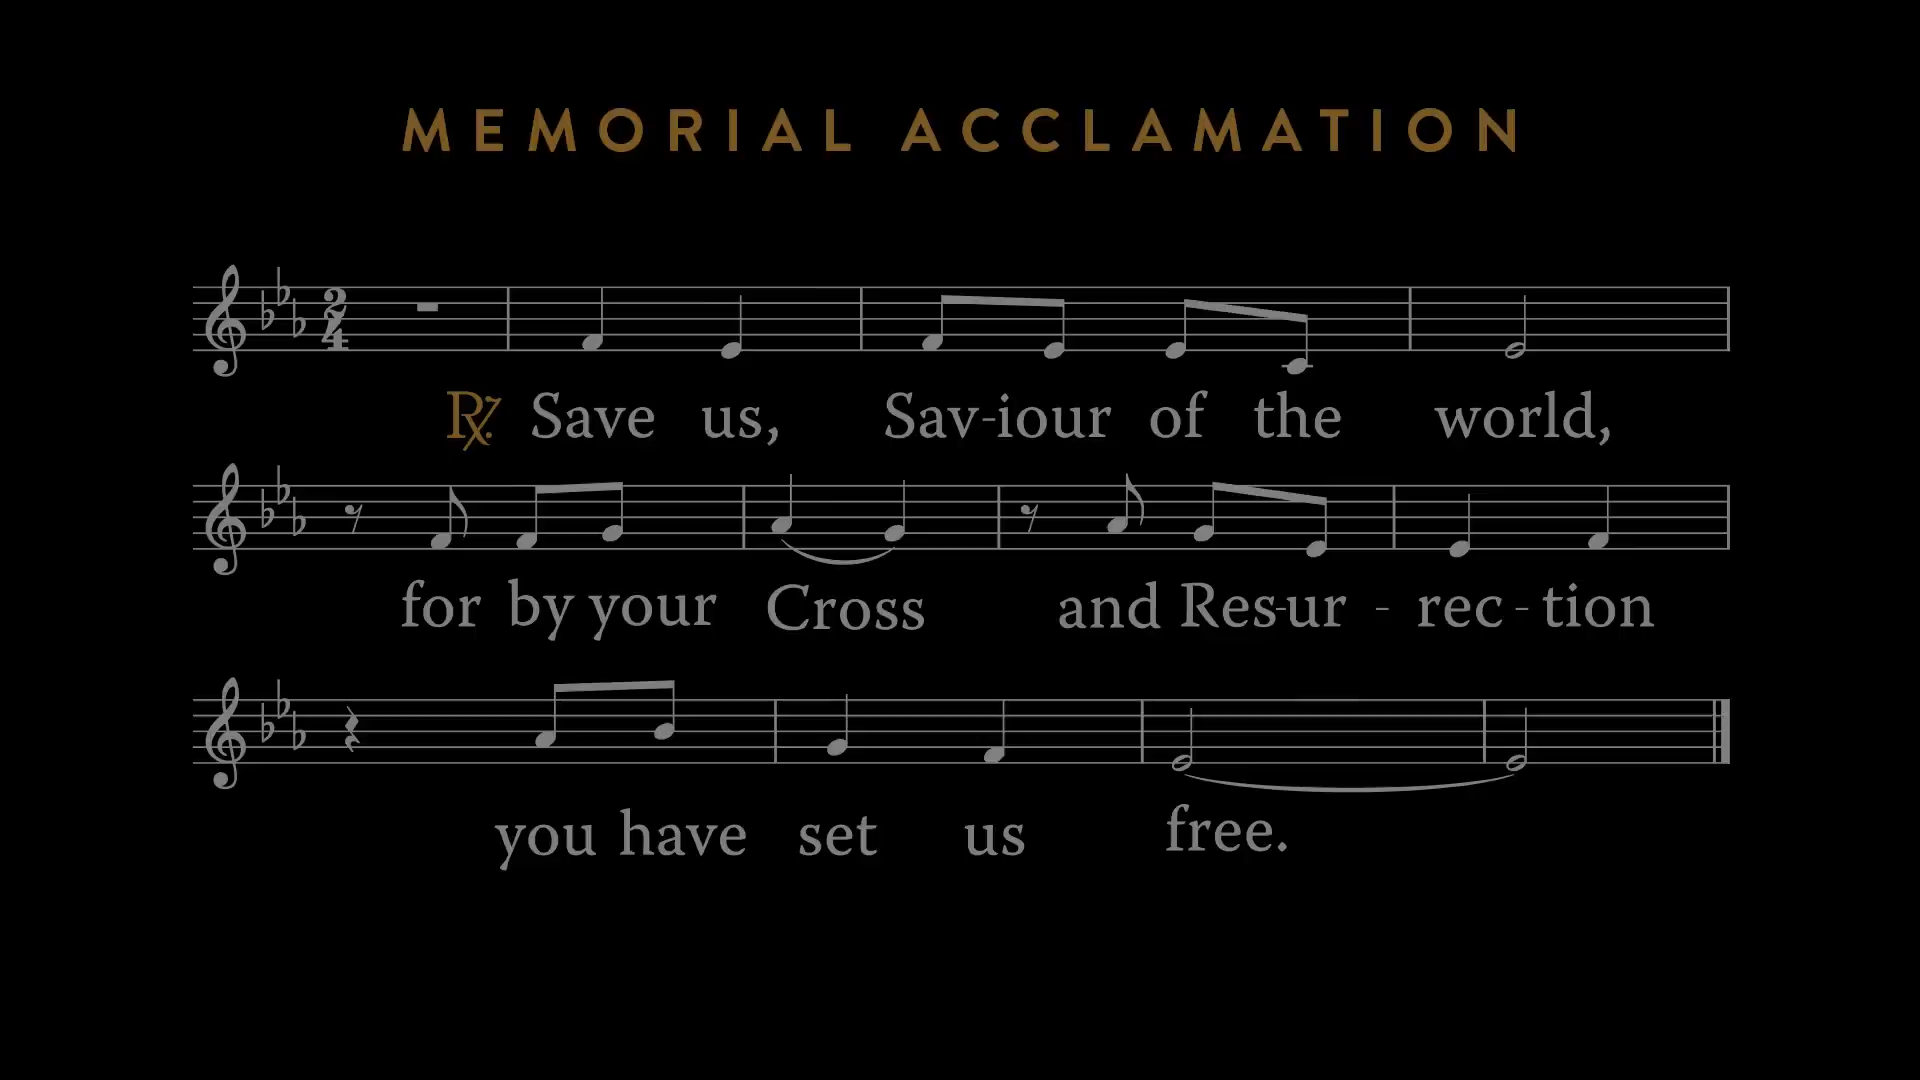 MEMORIAL ACCLAMATION
℟. Save us, Sav-iour of the world,
for by your Cross and Res-ur - rec - tion
you have set us free.